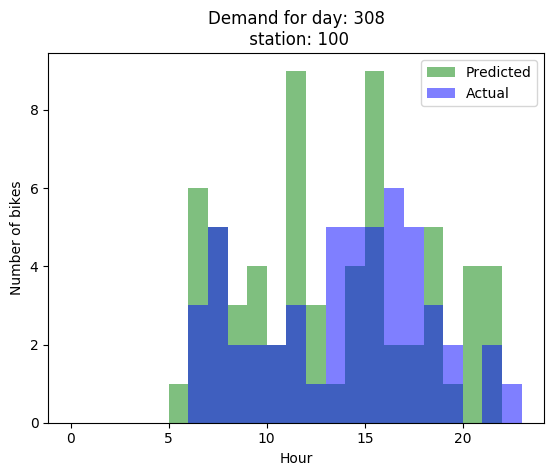 Demand for day: 308
station: 100
Predicted
Actual
Number of bikes
8
6
4
2
0
0 5 10 15 20
Hour